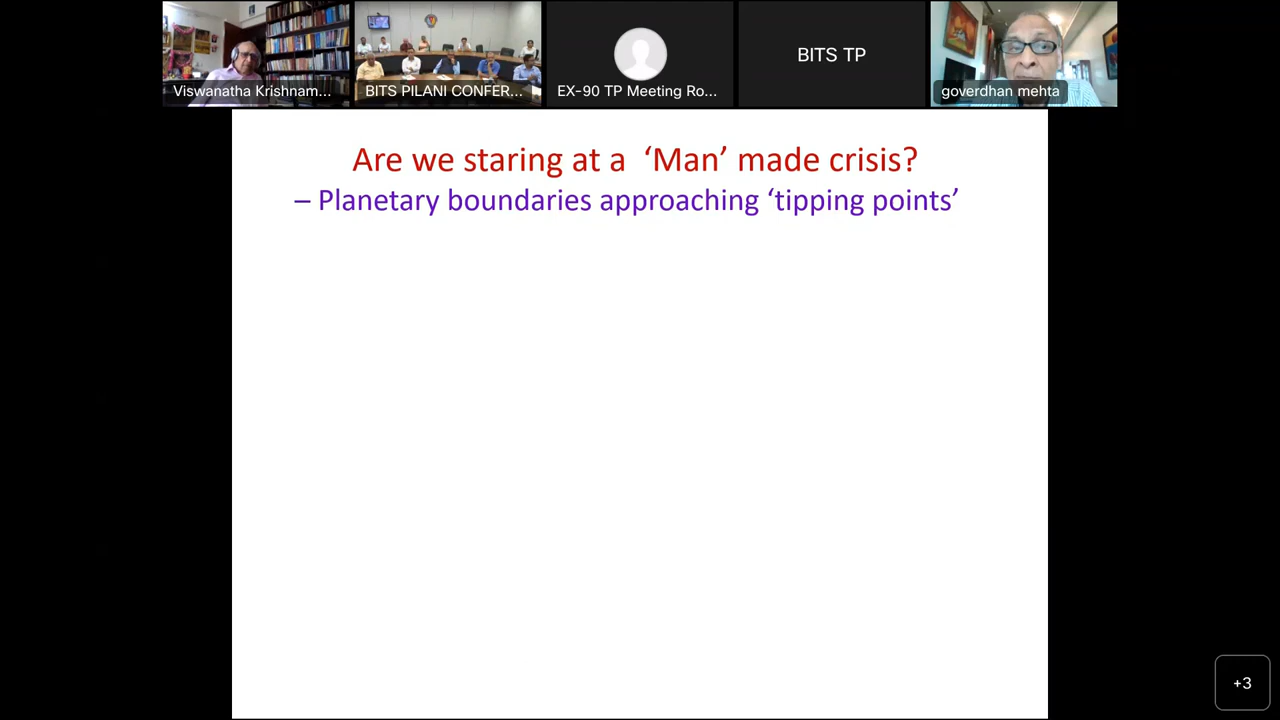 Viswanatha Krishnam...
BITS PILANI CONFER...
EX-90 TP Meeting Ro...
BITS TP
goverdhan mehta
Are we staring at a ‘Man’ made crisis?
– Planetary boundaries approaching ‘tipping points’
+3